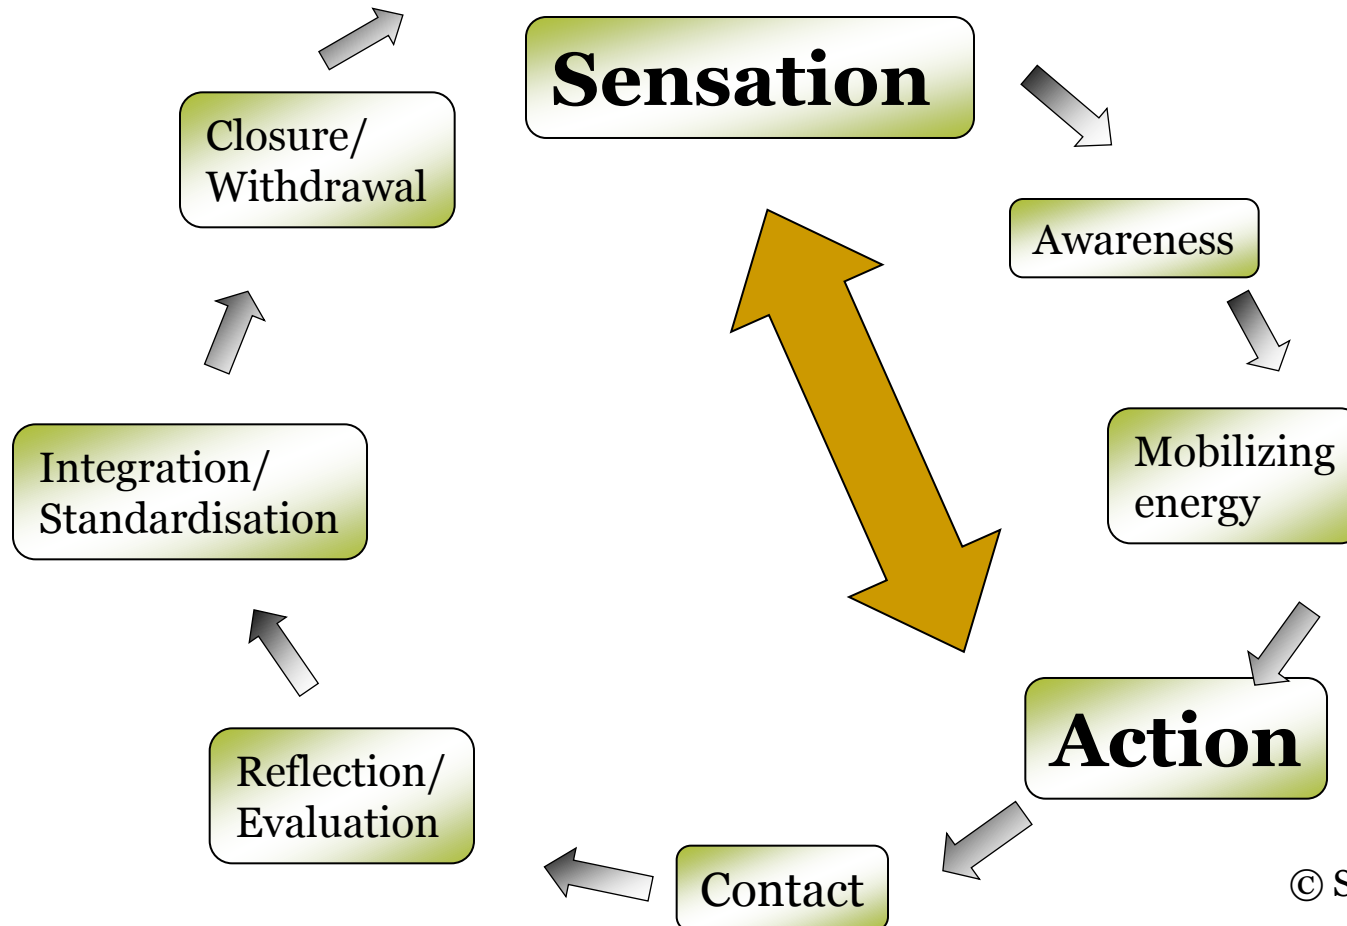 Sensation
Awareness
Mobilizing
energy
Action
Contact
Reflection/
Evaluation
Integration/
Standardisation
Closure/
Withdrawal
© S